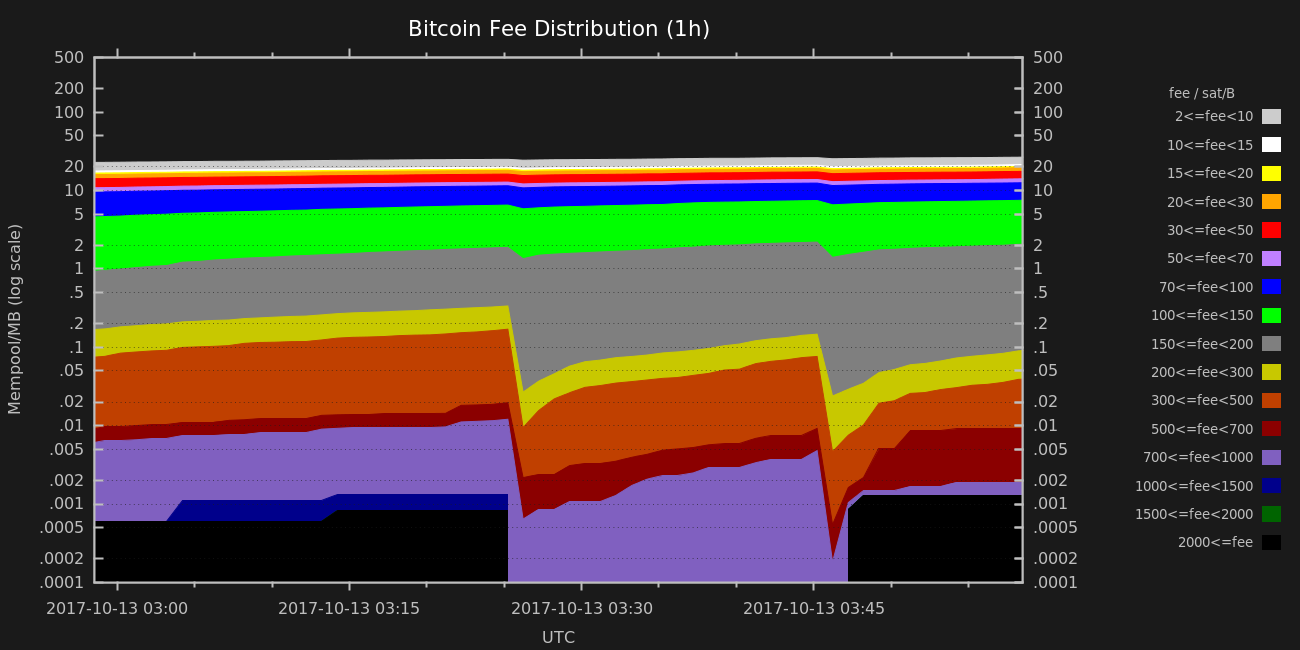 Bitcoin Fee Distribution (1h)
500
200
100
50
20
10
5
2
1
.5
.2
.1
.05
.02
.01
.005
.002
.001
.0005
.0002
.0001
Mempool/MB (log scale)
500
200
100
50
20
10
5
2
1
.5
.2
.1
.05
.02
.01
.005
.002
.001
.0005
.0002
.0001
2017-10-13 03:00 2017-10-13 03:15 2017-10-13 03:30 2017-10-13 03:45
UTC
fee / sat/B
2<=fee<10
10<=fee<15
15<=fee<20
20<=fee<30
30<=fee<50
50<=fee<70
70<=fee<100
100<=fee<150
150<=fee<200
200<=fee<300
300<=fee<500
500<=fee<700
700<=fee<1000
1000<=fee<1500
1500<=fee<2000
2000<=fee